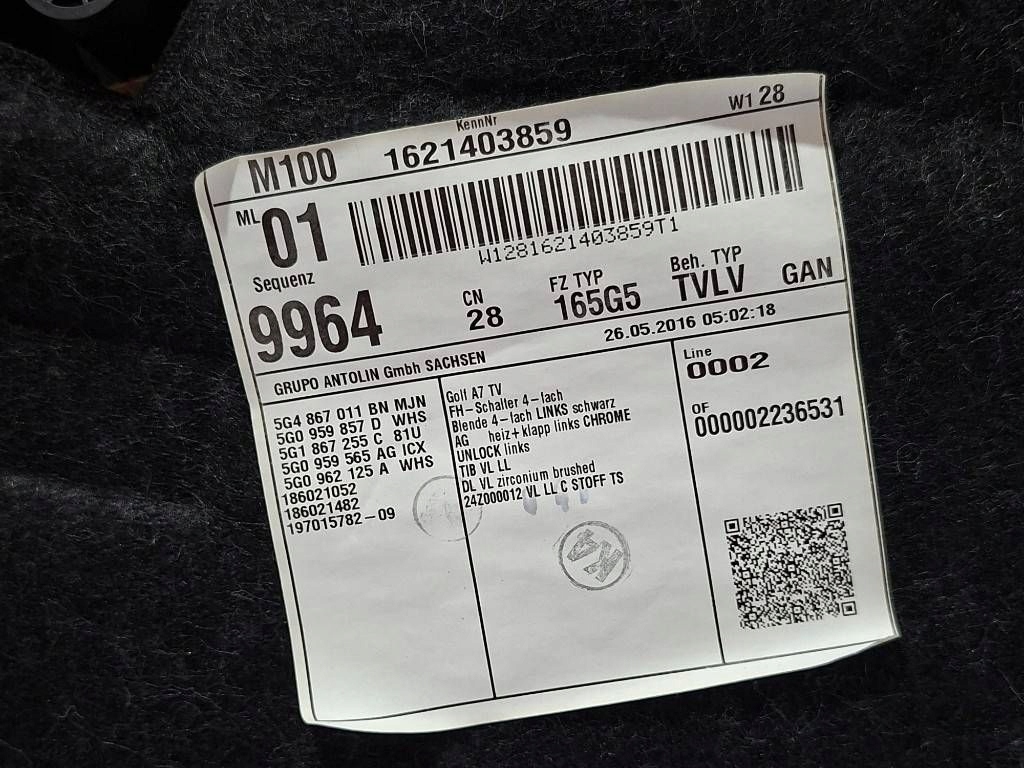 KennNr
M100 1621403859 W1 28
ML 01
W1281621403859T1
Sequenz
9964
CN
28
FZ TYP
165G5
Beh. TYP
TVLV
GAN
26.05.2016 05:02:18
GRUPO ANTOLIN Gmbh SACHSEN
5G4 867 011 BN MJN
5G0 959 857 D WHS
5G1 867 255 C 81U
5G0 959 565 AG ICX
5G0 962 125 A WHS
186021052
186021482
197015782-09
Golf A7 TV
FH-Schalter 4-lach
Blende 4-lach LINKS schwarz
AG heiz+klapp links CHROME
UNLOCK links
TIB VL LL
DL VL zirconium brushed
24Z000012 VL LL C STOFF TS
Line
0002
OF
000002236531